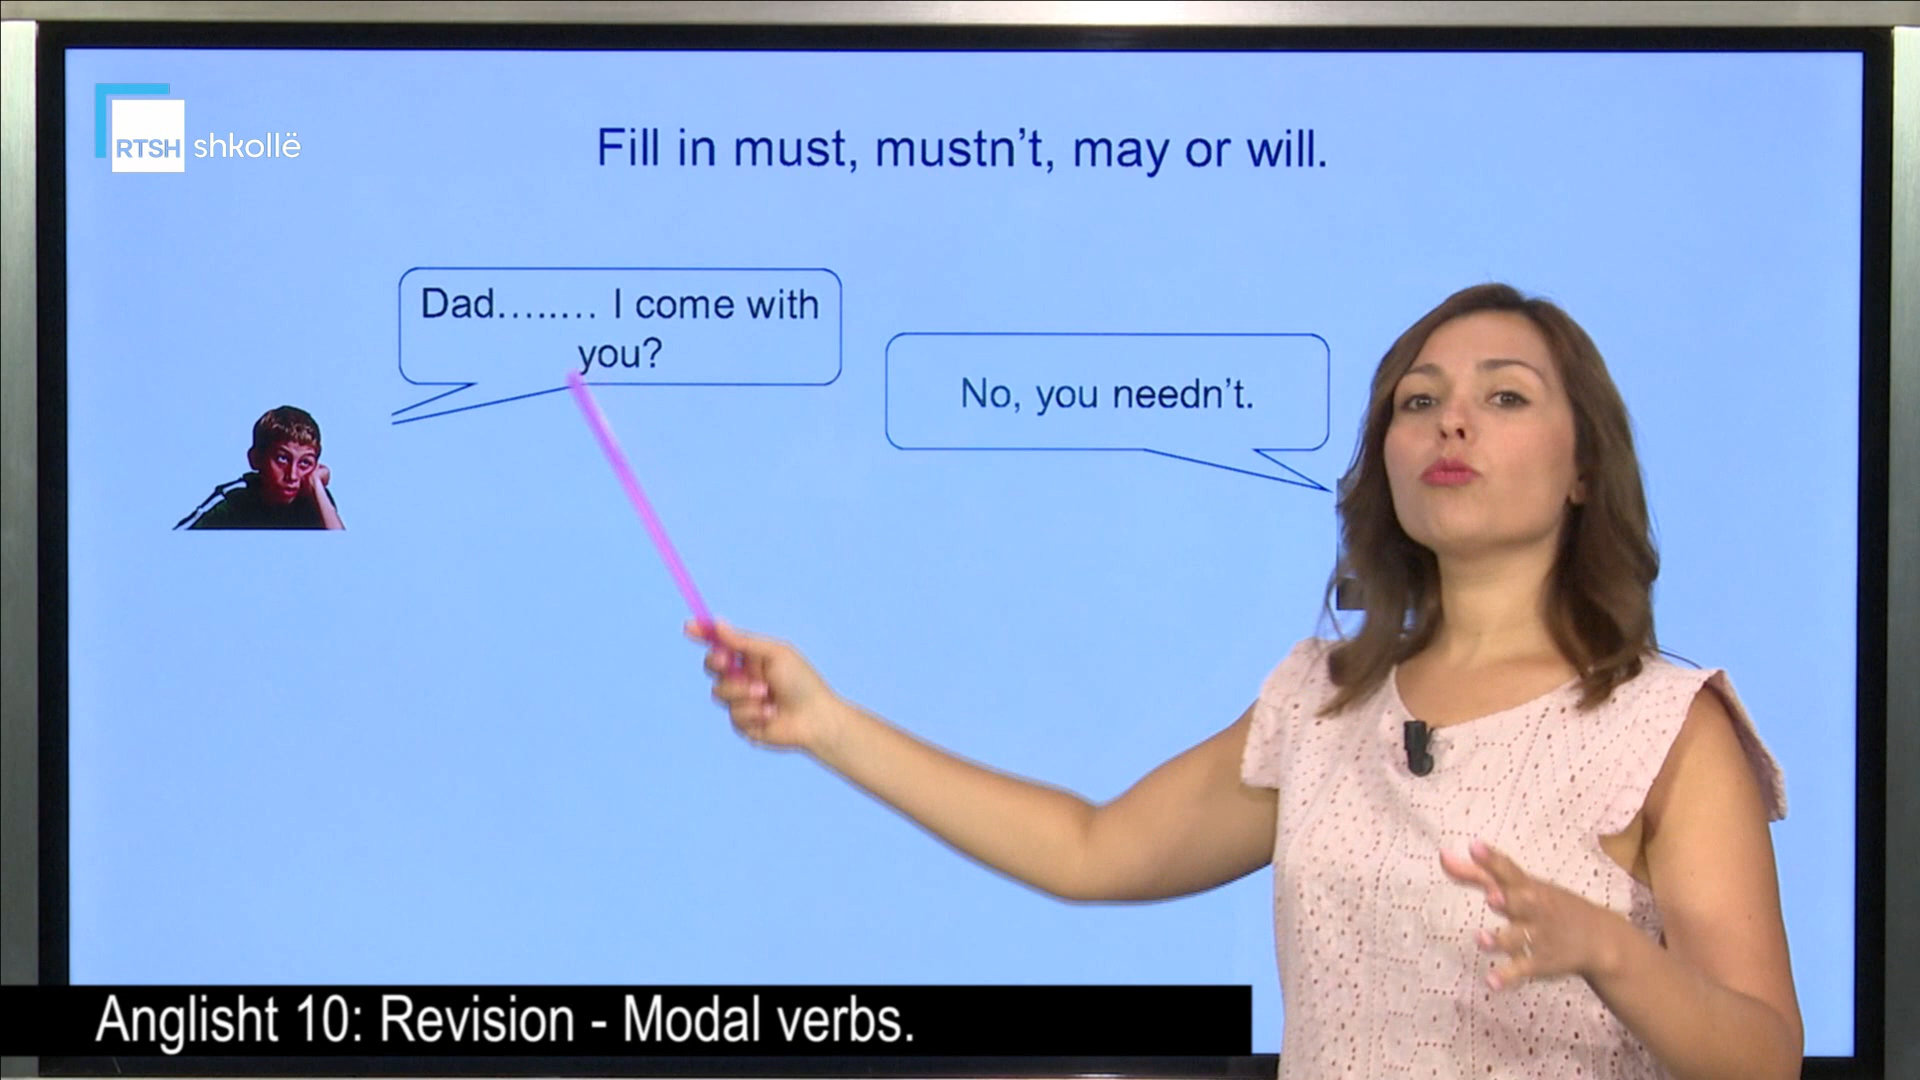 RTSH shkollë
Fill in must, mustn’t, may or will.
Dad…..… I come with
you?
No, you needn’t.
Anglisht 10: Revision - Modal verbs.